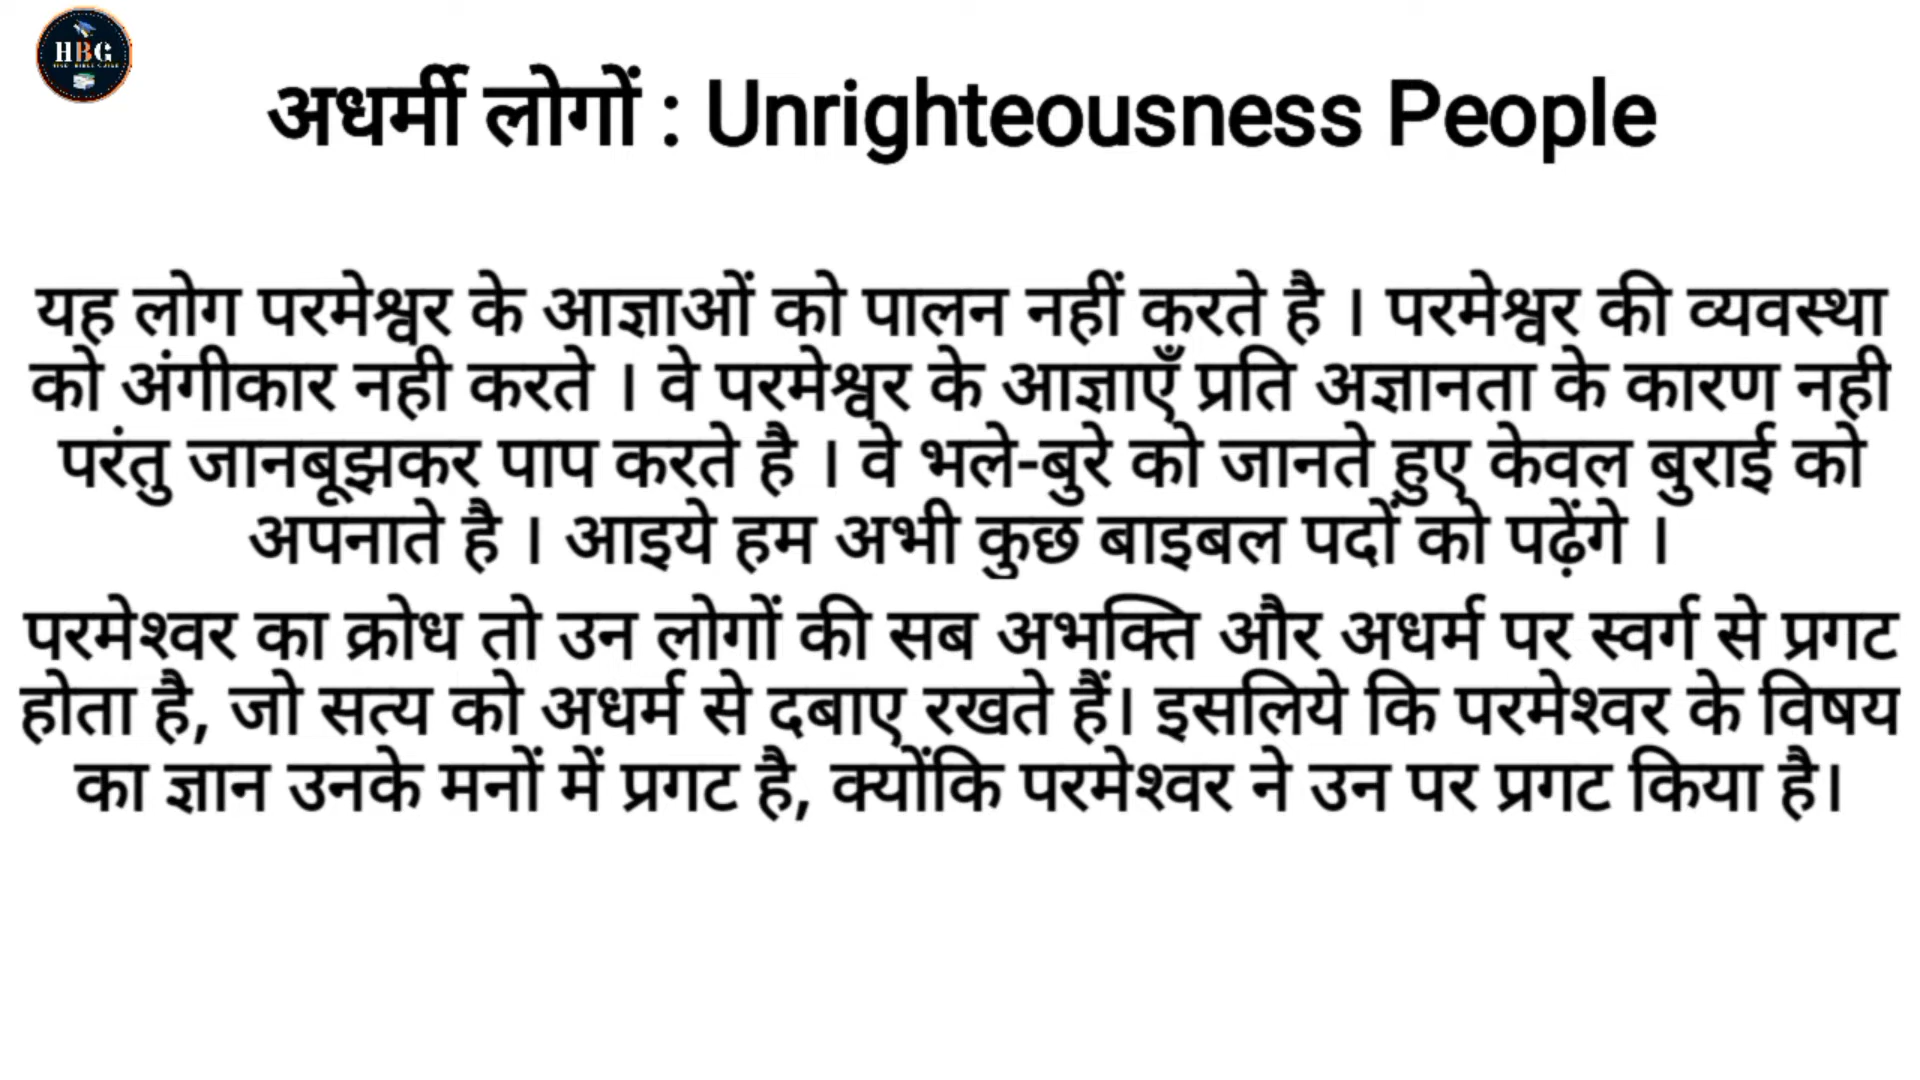 HBG
अधर्मी लोगों : Unrighteousness People
यह लोग परमेश्वर के आज्ञाओं को पालन नहीं करते है । परमेश्वर की व्यवस्था
को अंगीकार नही करते । वे परमेश्वर के आज्ञाएँ प्रति अज्ञानता के कारण नही
परंतु जानबूझकर पाप करते है । वे भले-बुरे को जानते हुए केवल बुराई को
अपनाते है । आइये हम अभी कुछ बाइबल पदों को पढ़ेंगे ।
परमेश्‍वर का क्रोध तो उन लोगों की सब अभक्ति और अधर्म पर स्वर्ग से प्रगट
होता है, जो सत्य को अधर्म से दबाए रखते हैं। इसलिये कि परमेश्‍वर के विषय
का ज्ञान उनके मनों में प्रगट है, क्योंकि परमेश्‍वर ने उन पर प्रगट किया है।